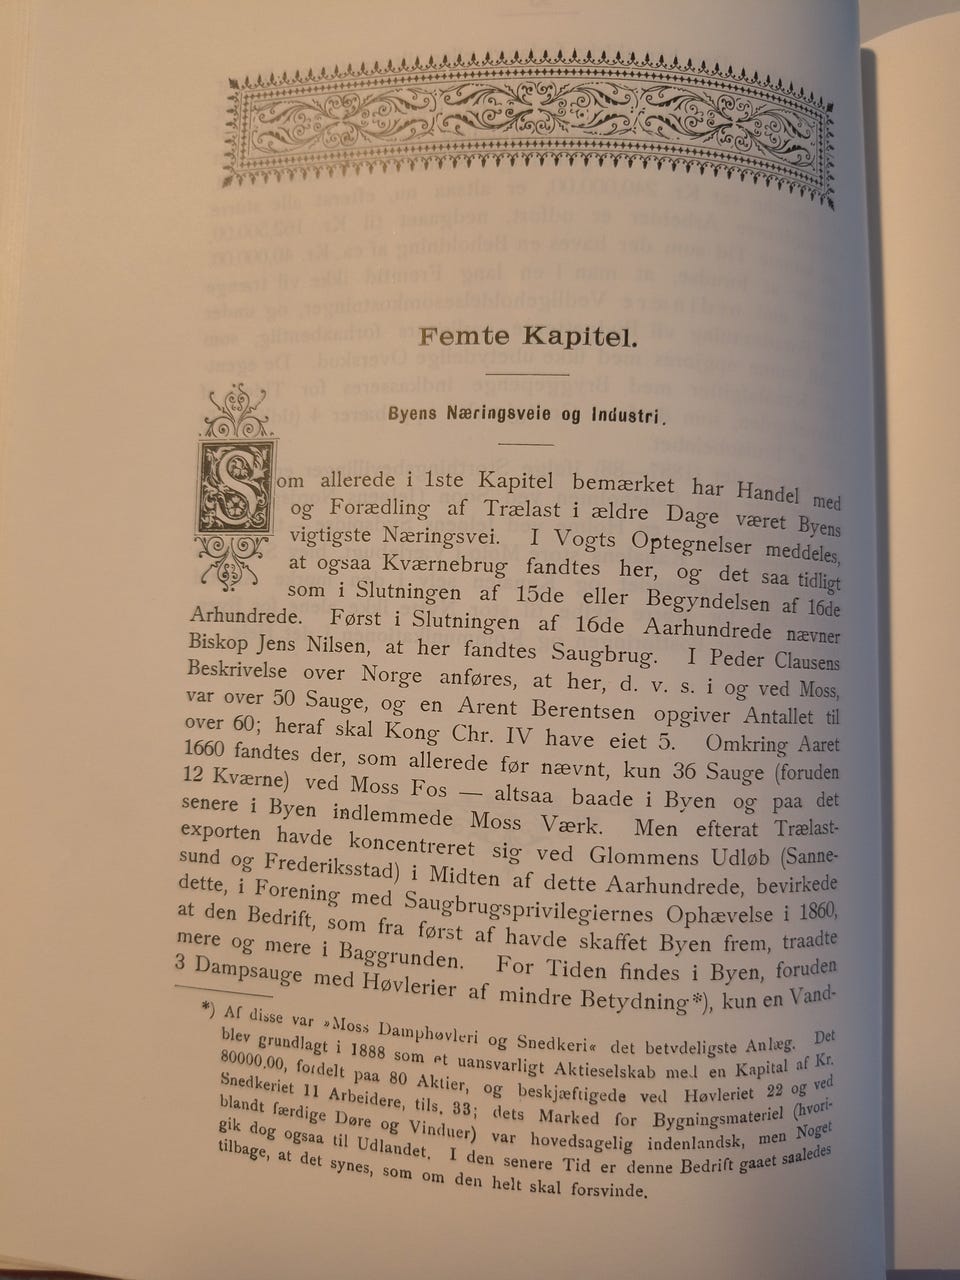 Femte Kapitel.
Byens Næringsveie og Industri.
Som allerede i 1ste Kapitel bemærket har Handel med
og Forædling af Trælast i ældre Dage været Byens
vigtigste Næringsvei. I Vogts Optegnelser meddeles,
at ogsaa Kværnebrug fandtes her, og det saa tidligt
som i Slutningen af 15de eller Begyndelsen af 16de
Arhundrede. Først i Slutningen af 16de Aarhundrede nævner
Biskop Jens Nilsen, at her fandtes Saugbrug. I Peder Clausens
Beskrivelse over Norge anføres, at her, d. v. s. i og ved Moss,
var over 50 Sauge, og en Arent Berentsen opgiver Antallet til
over 60; heraf skal Kong Chr. IV have eiet 5. Omkring Aaret
1660 fandtes der, som allerede før nævnt, kun 36 Sauge (foruden
12 Kværne) ved Moss Fos — altsaa baade i Byen og paa det
senere i Byen indlemmede Moss Værk. Men efterat Trælast-
exporten havde koncentreret sig ved Glommens Udløb (Sanne-
sund og Frederiksstad) i Midten af dette Aarhundrede, bevirkede
dette, i Forening med Saugbrugsprivilegiernes Ophævelse i 1860,
at den Bedrift, som fra først af havde skaffet Byen frem, traadte
mere og mere i Baggrunden. For Tiden findes i Byen, foruden
3 Dampsauge med Høvlerier af mindre Betydning*), kun en Vand-
*) Af disse var »Moss Damphøvleri og Snedkeri« det betydeligste Anlæg. Det
blev grundlagt i 1888 som et uansvarligt Aktieselskab med en Kapital af Kr.
80000.00, fordelt paa 80 Aktier, og beskjæftigede ved Høvleriet 22 og ved
Snedkeriet 11 Arbeidere, tils. 33; dets Marked for Bygningsmateriel (hvori-
blandt færdige Døre og Vinduer) var hovedsagelig indenlandsk, men Noget
gik dog ogsaa til Udlandet. I den senere Tid er denne Bedrift gaaet saaledes
tilbage, at det synes, som om den helt skal forsvinde.